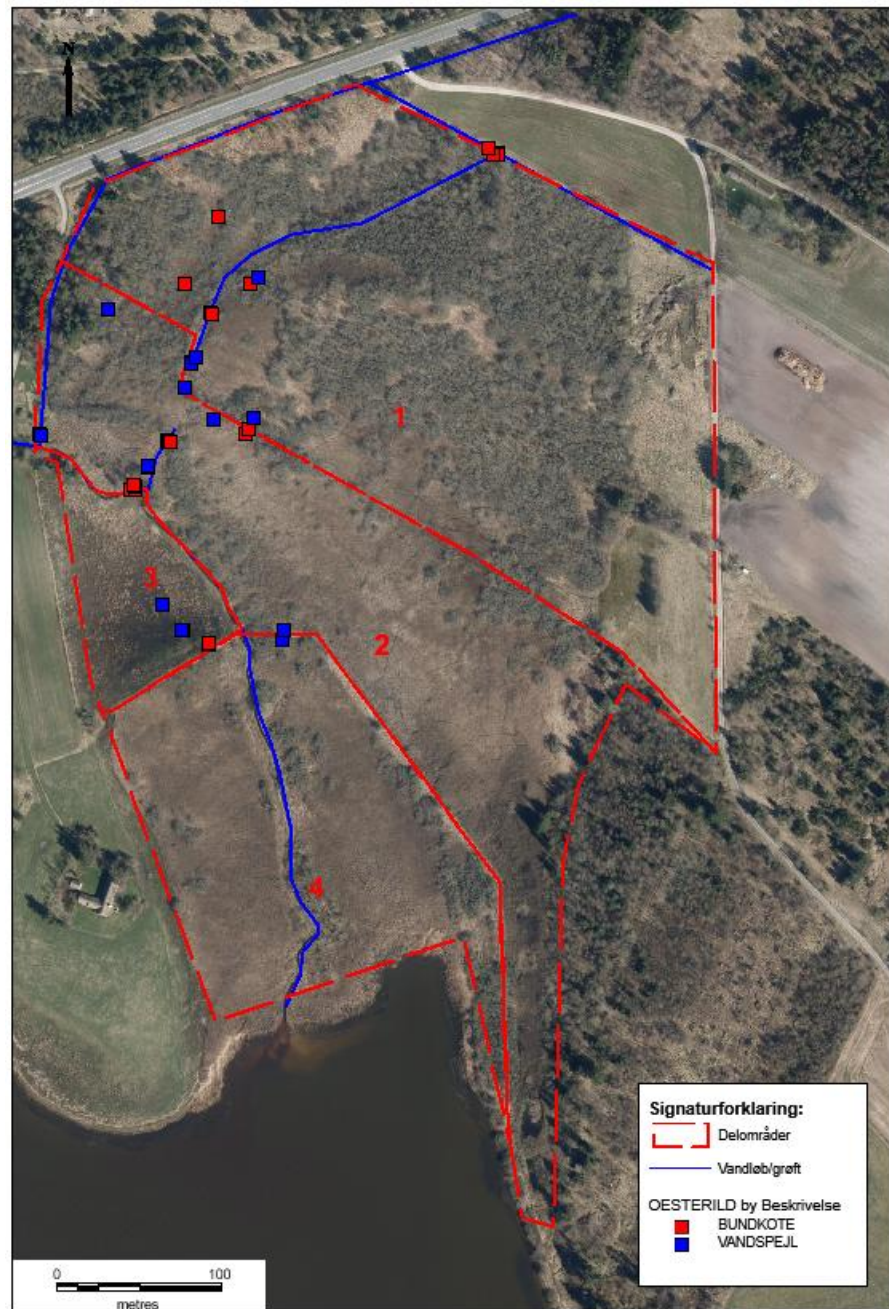 N
1
2
3
4
Signaturforklaring:
Delområder
Vandløb/grøft
OESTERILD by Beskrivelse
BUNDKOTE
VANDSPEJL
0 100
metres